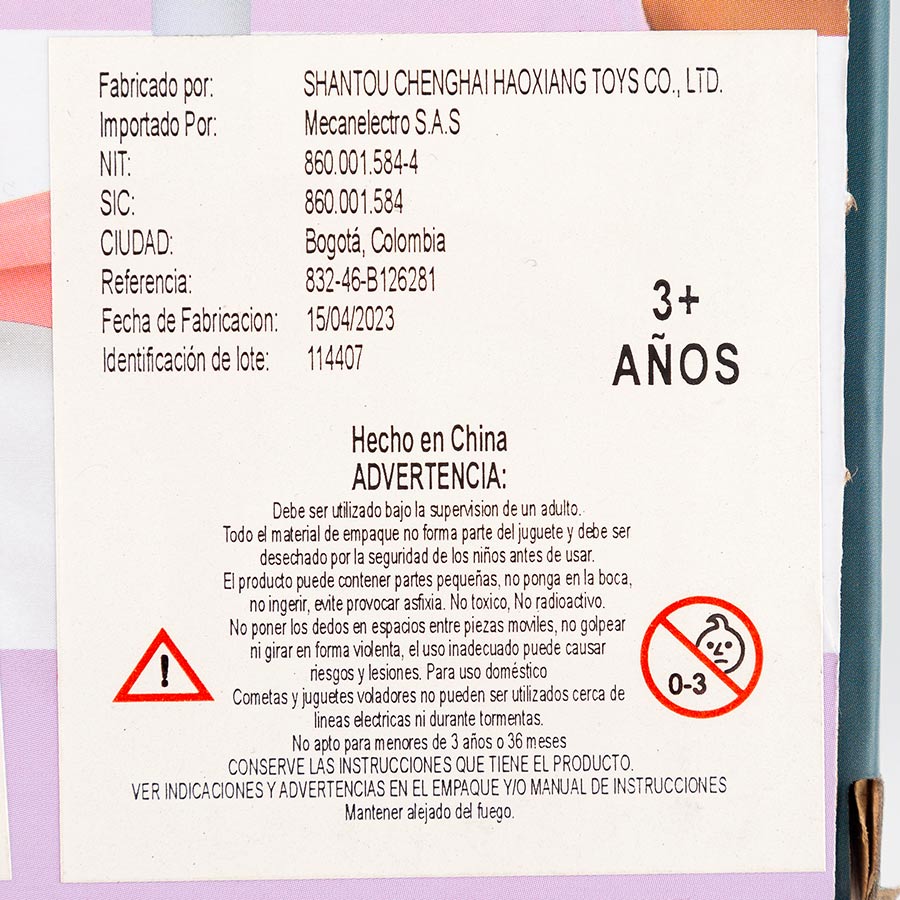 Fabricado por: SHANTOU CHENGHAI HAOXIANG TOYS CO., LTD.
Importado Por: Mecanelectro S.A.S
NIT: 860.001.584-4
SIC: 860.001.584
CIUDAD: Bogotá, Colombia
Referencia: 832-46-B126281
Fecha de Fabricacion: 15/04/2023
Identificación de lote: 114407
3+
AÑOS
Hecho en China
ADVERTENCIA:
Debe ser utilizado bajo la supervision de un adulto.
Todo el material de empaque no forma parte del juguete y debe ser
desechado por la seguridad de los niños antes de usar.
El producto puede contener partes pequeñas, no ponga en la boca,
no ingerir, evite provocar asfixia. No toxico, No radioactivo.
No poner los dedos en espacios entre piezas moviles, no golpear
ni girar en forma violenta, el uso inadecuado puede causar
riesgos y lesiones. Para uso doméstico
Cometas y juguetes voladores no pueden ser utilizados cerca de
lineas electricas ni durante tormentas.
No apto para menores de 3 años o 36 meses
CONSERVE LAS INSTRUCCIONES QUE TIENE EL PRODUCTO.
VER INDICACIONES Y ADVERTENCIAS EN EL EMPAQUE Y/O MANUAL DE INSTRUCCIONES
Mantener alejado del fuego.
!
0-3